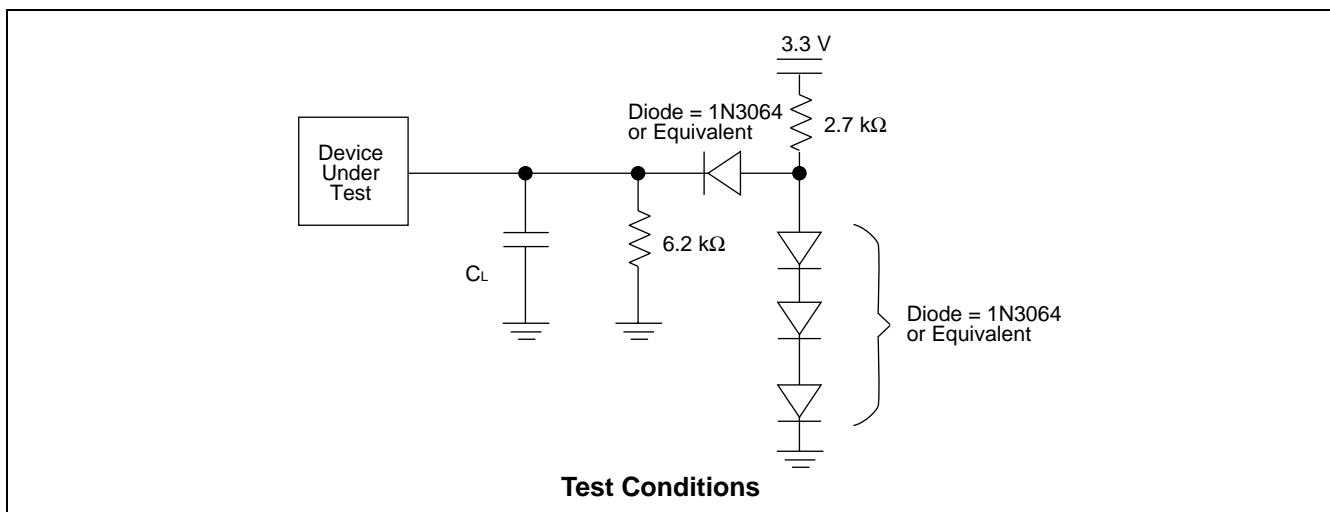 3.3 V
Diode = 1N3064
or Equivalent
2.7 kΩ
Device
Under
Test
6.2 kΩ
CL
Diode = 1N3064
or Equivalent
Test Conditions